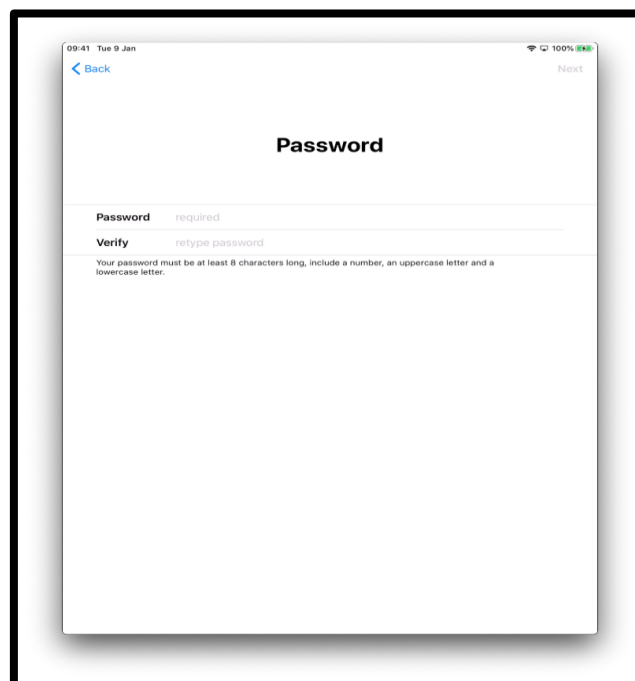 09:41 Tue 9 Jan 100%
Back Next
Password
Password required
Verify retype password
Your password must be at least 8 characters long, include a number, an uppercase letter and a
lowercase letter.